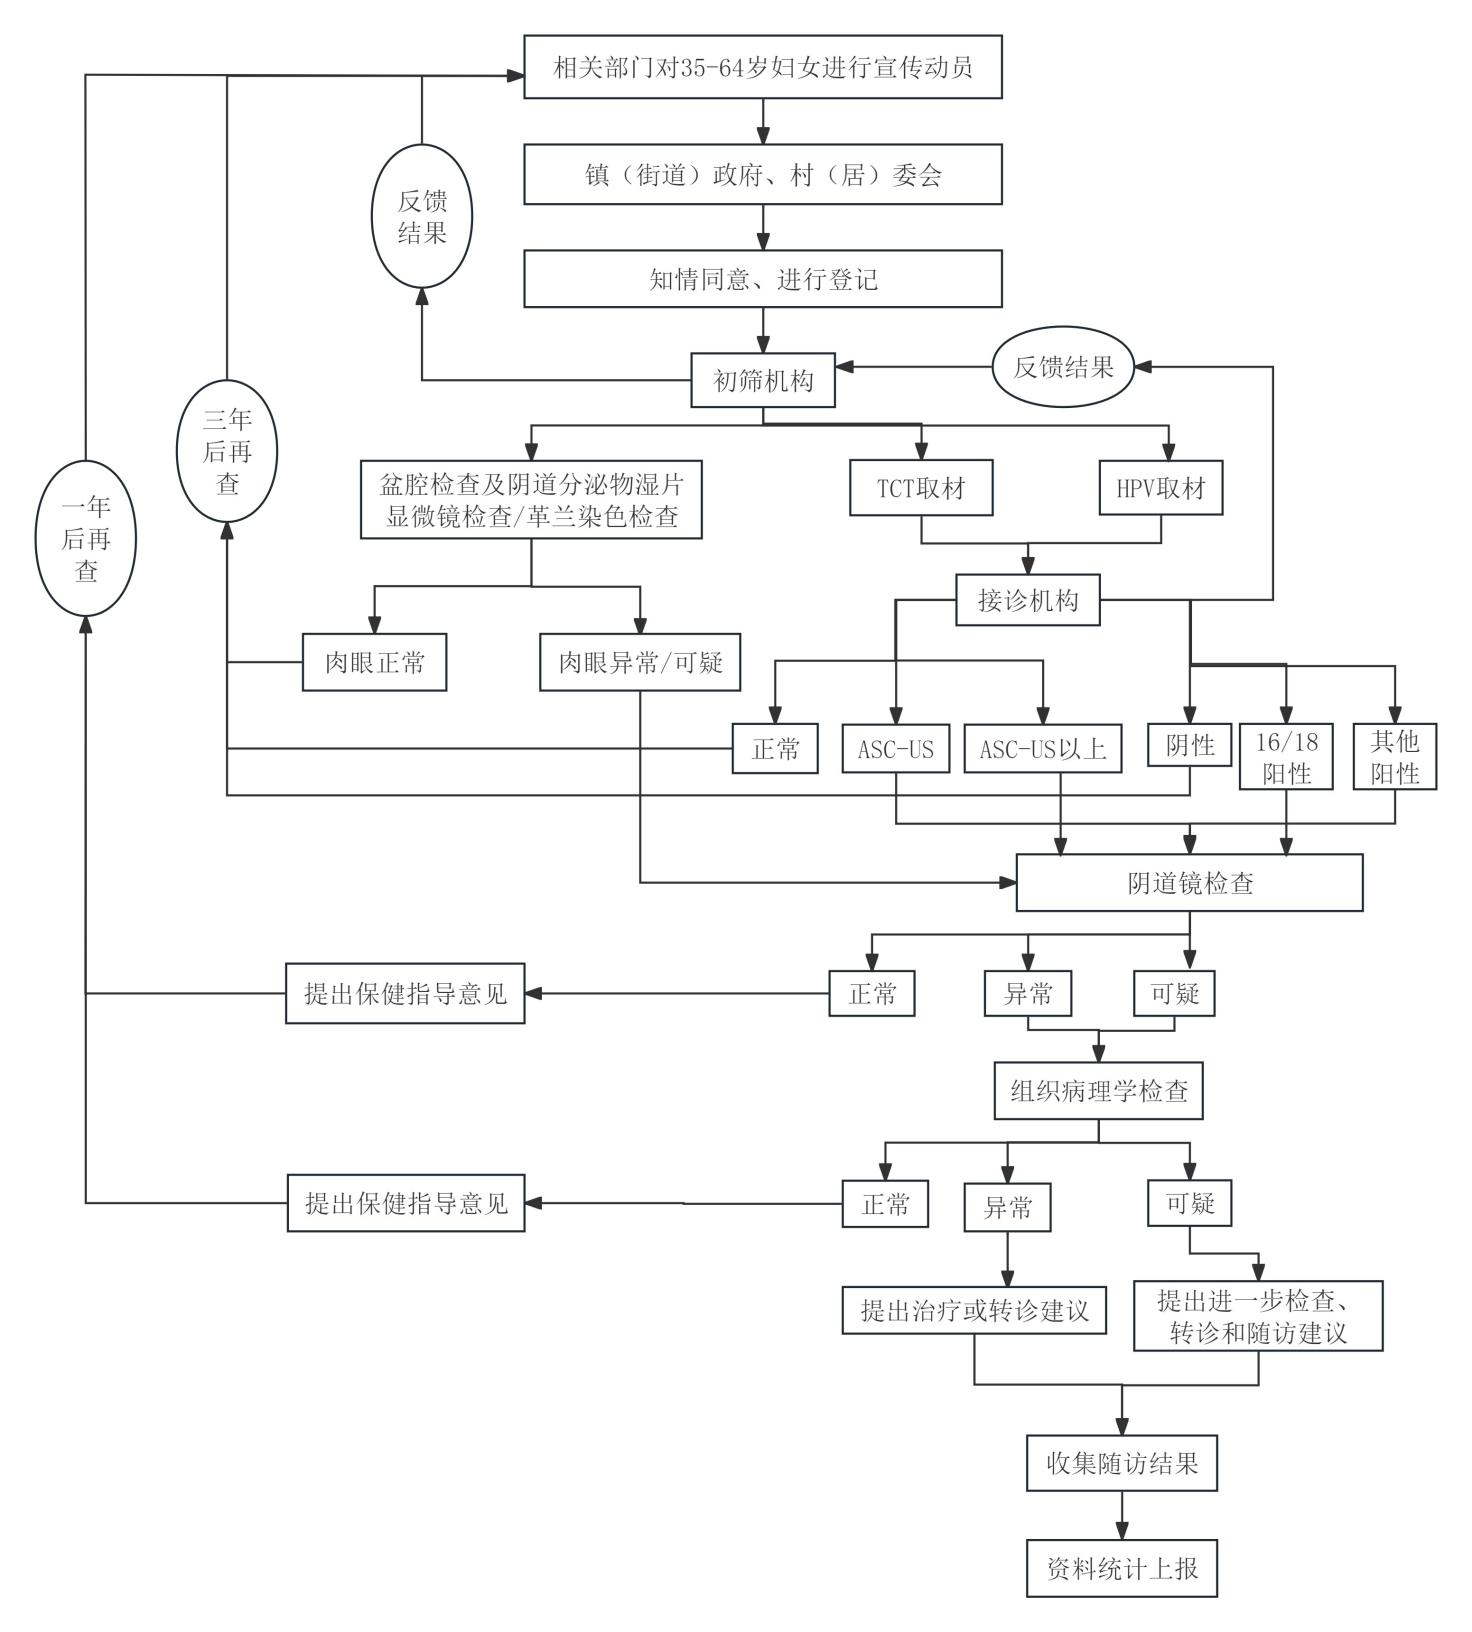 相关部门对35-64岁妇女进行宣传动员
镇（街道）政府、村（居）委会
反馈
结果
知情同意、进行登记
初筛机构
反馈结果
三年
后再
查
一年
后再
查
盆腔检查及阴道分泌物湿片
显微镜检查/革兰染色检查
TCT取材
HPV取材
接诊机构
肉眼正常
肉眼异常/可疑
正常
ASC-US
ASC-US以上
阴性
16/18
阳性
其他
阳性
阴道镜检查
提出保健指导意见
正常
异常
可疑
组织病理学检查
提出保健指导意见
正常
异常
可疑
提出治疗或转诊建议
提出进一步检查、
转诊和随访建议
收集随访结果
资料统计上报